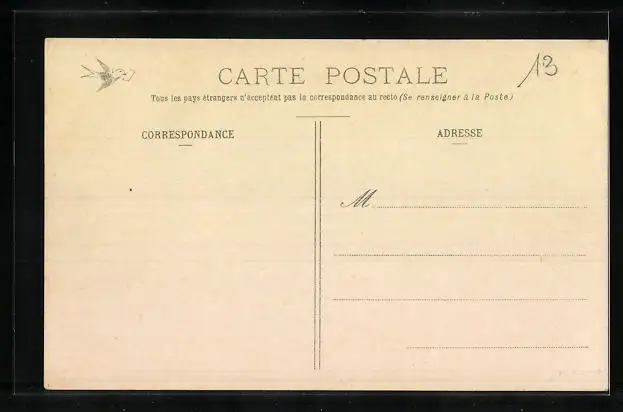 CARTE POSTALE
13
Tous les pays étrangers n'acceptent pas la correspondance au recto (Se renseigner à la Poste)
CORRESPONDANCE
ADRESSE
M